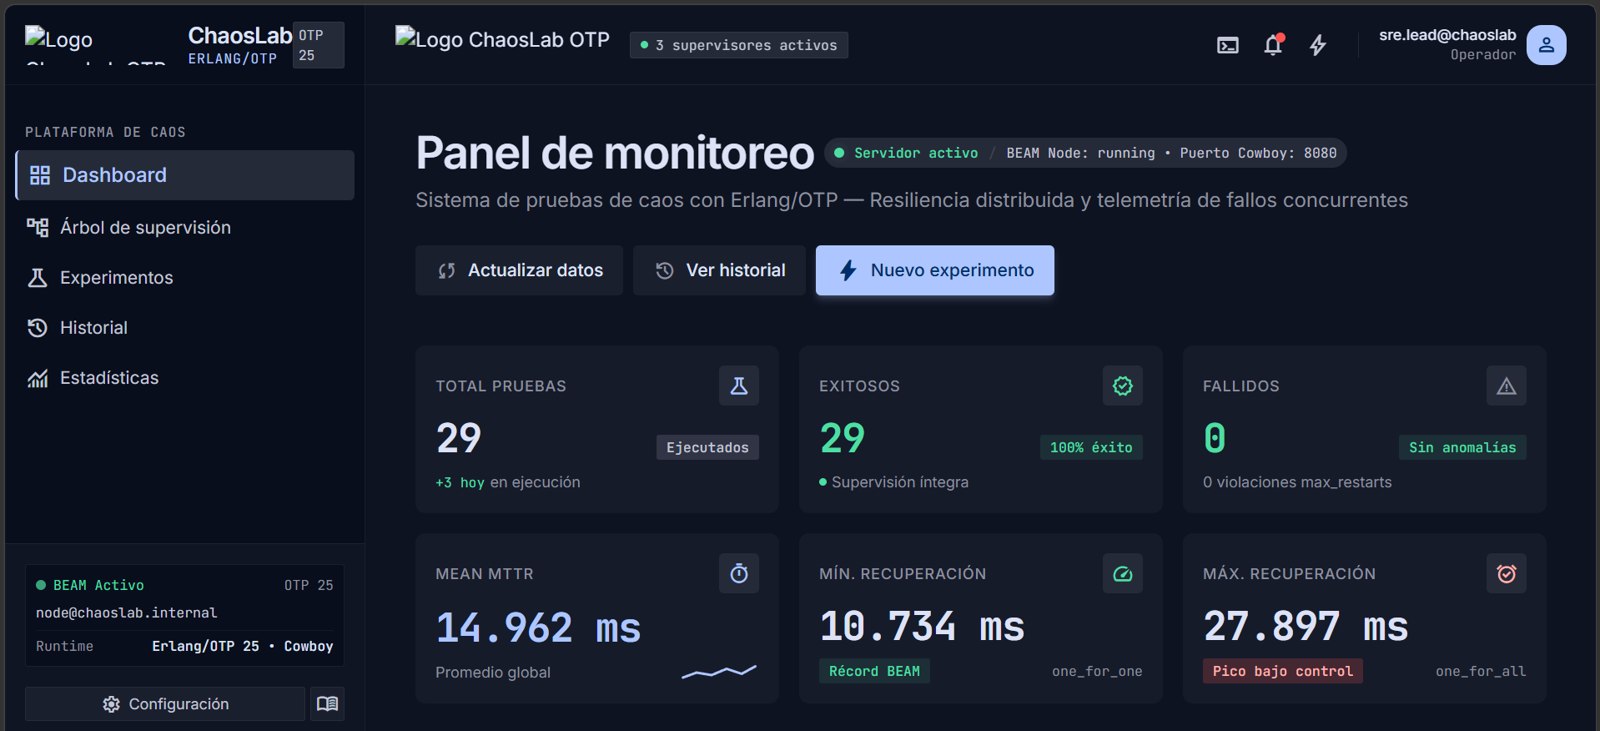 Logo
ChaosLab OTP
ChaosLab
ERLANG/OTP
OTP
25
Logo ChaosLab OTP
3 supervisores activos
sre.lead@chaoslab
Operador
PLATAFORMA DE CAOS
Dashboard
Árbol de supervisión
Experimentos
Historial
Estadísticas
BEAM Activo
OTP 25
node@chaoslab.internal
Runtime
Erlang/OTP 25 • Cowboy
Configuración
Panel de monitoreo
Servidor activo / BEAM Node: running • Puerto Cowboy: 8080
Sistema de pruebas de caos con Erlang/OTP — Resiliencia distribuida y telemetría de fallos concurrentes
Actualizar datos
Ver historial
Nuevo experimento
TOTAL PRUEBAS
29
Ejecutados
+3 hoy en ejecución
EXITOSOS
29
100% éxito
Supervisión íntegra
FALLIDOS
0
Sin anomalías
0 violaciones max_restarts
MEAN MTTR
14.962 ms
Promedio global
MÍN. RECUPERACIÓN
10.734 ms
Récord BEAM
one_for_one
MÁX. RECUPERACIÓN
27.897 ms
Pico bajo control
one_for_all